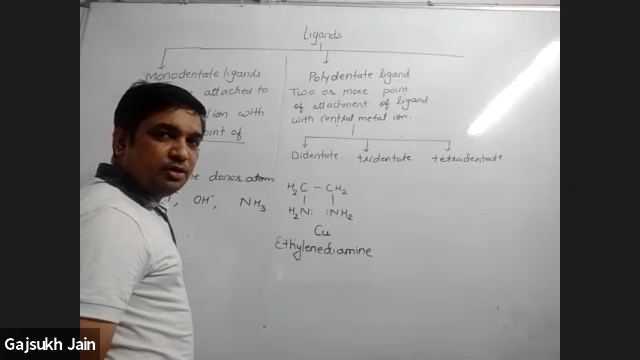 Ligands
Monodentate ligands
attached to
ion with
point of
donor atom
OH⁻, NH₃
Polydentate ligand
Two or more point
of attachment of ligand
with central metal ion.
Didentate tridentate tetradentate
H₂C – CH₂
H₂N: :NH₂
Cu
Ethylenediamine
Gajsukh Jain